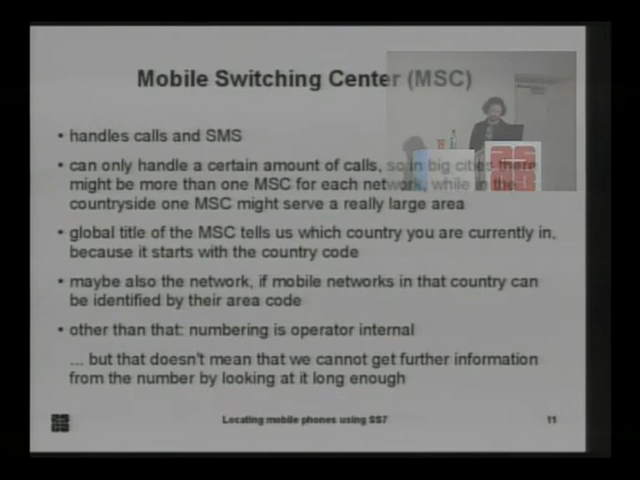 Mobile Switching Center (MSC)
• handles calls and SMS
• can only handle a certain amount of calls, so in big cities there
might be more than one MSC for each network, while in the
countryside one MSC might serve a really large area
• global title of the MSC tells us which country you are currently in,
because it starts with the country code
• maybe also the network, if mobile networks in that country can
be identified by their area code
• other than that: numbering is operator internal
... but that doesn't mean that we cannot get further information
from the number by looking at it long enough
Locating mobile phones using SS7
11